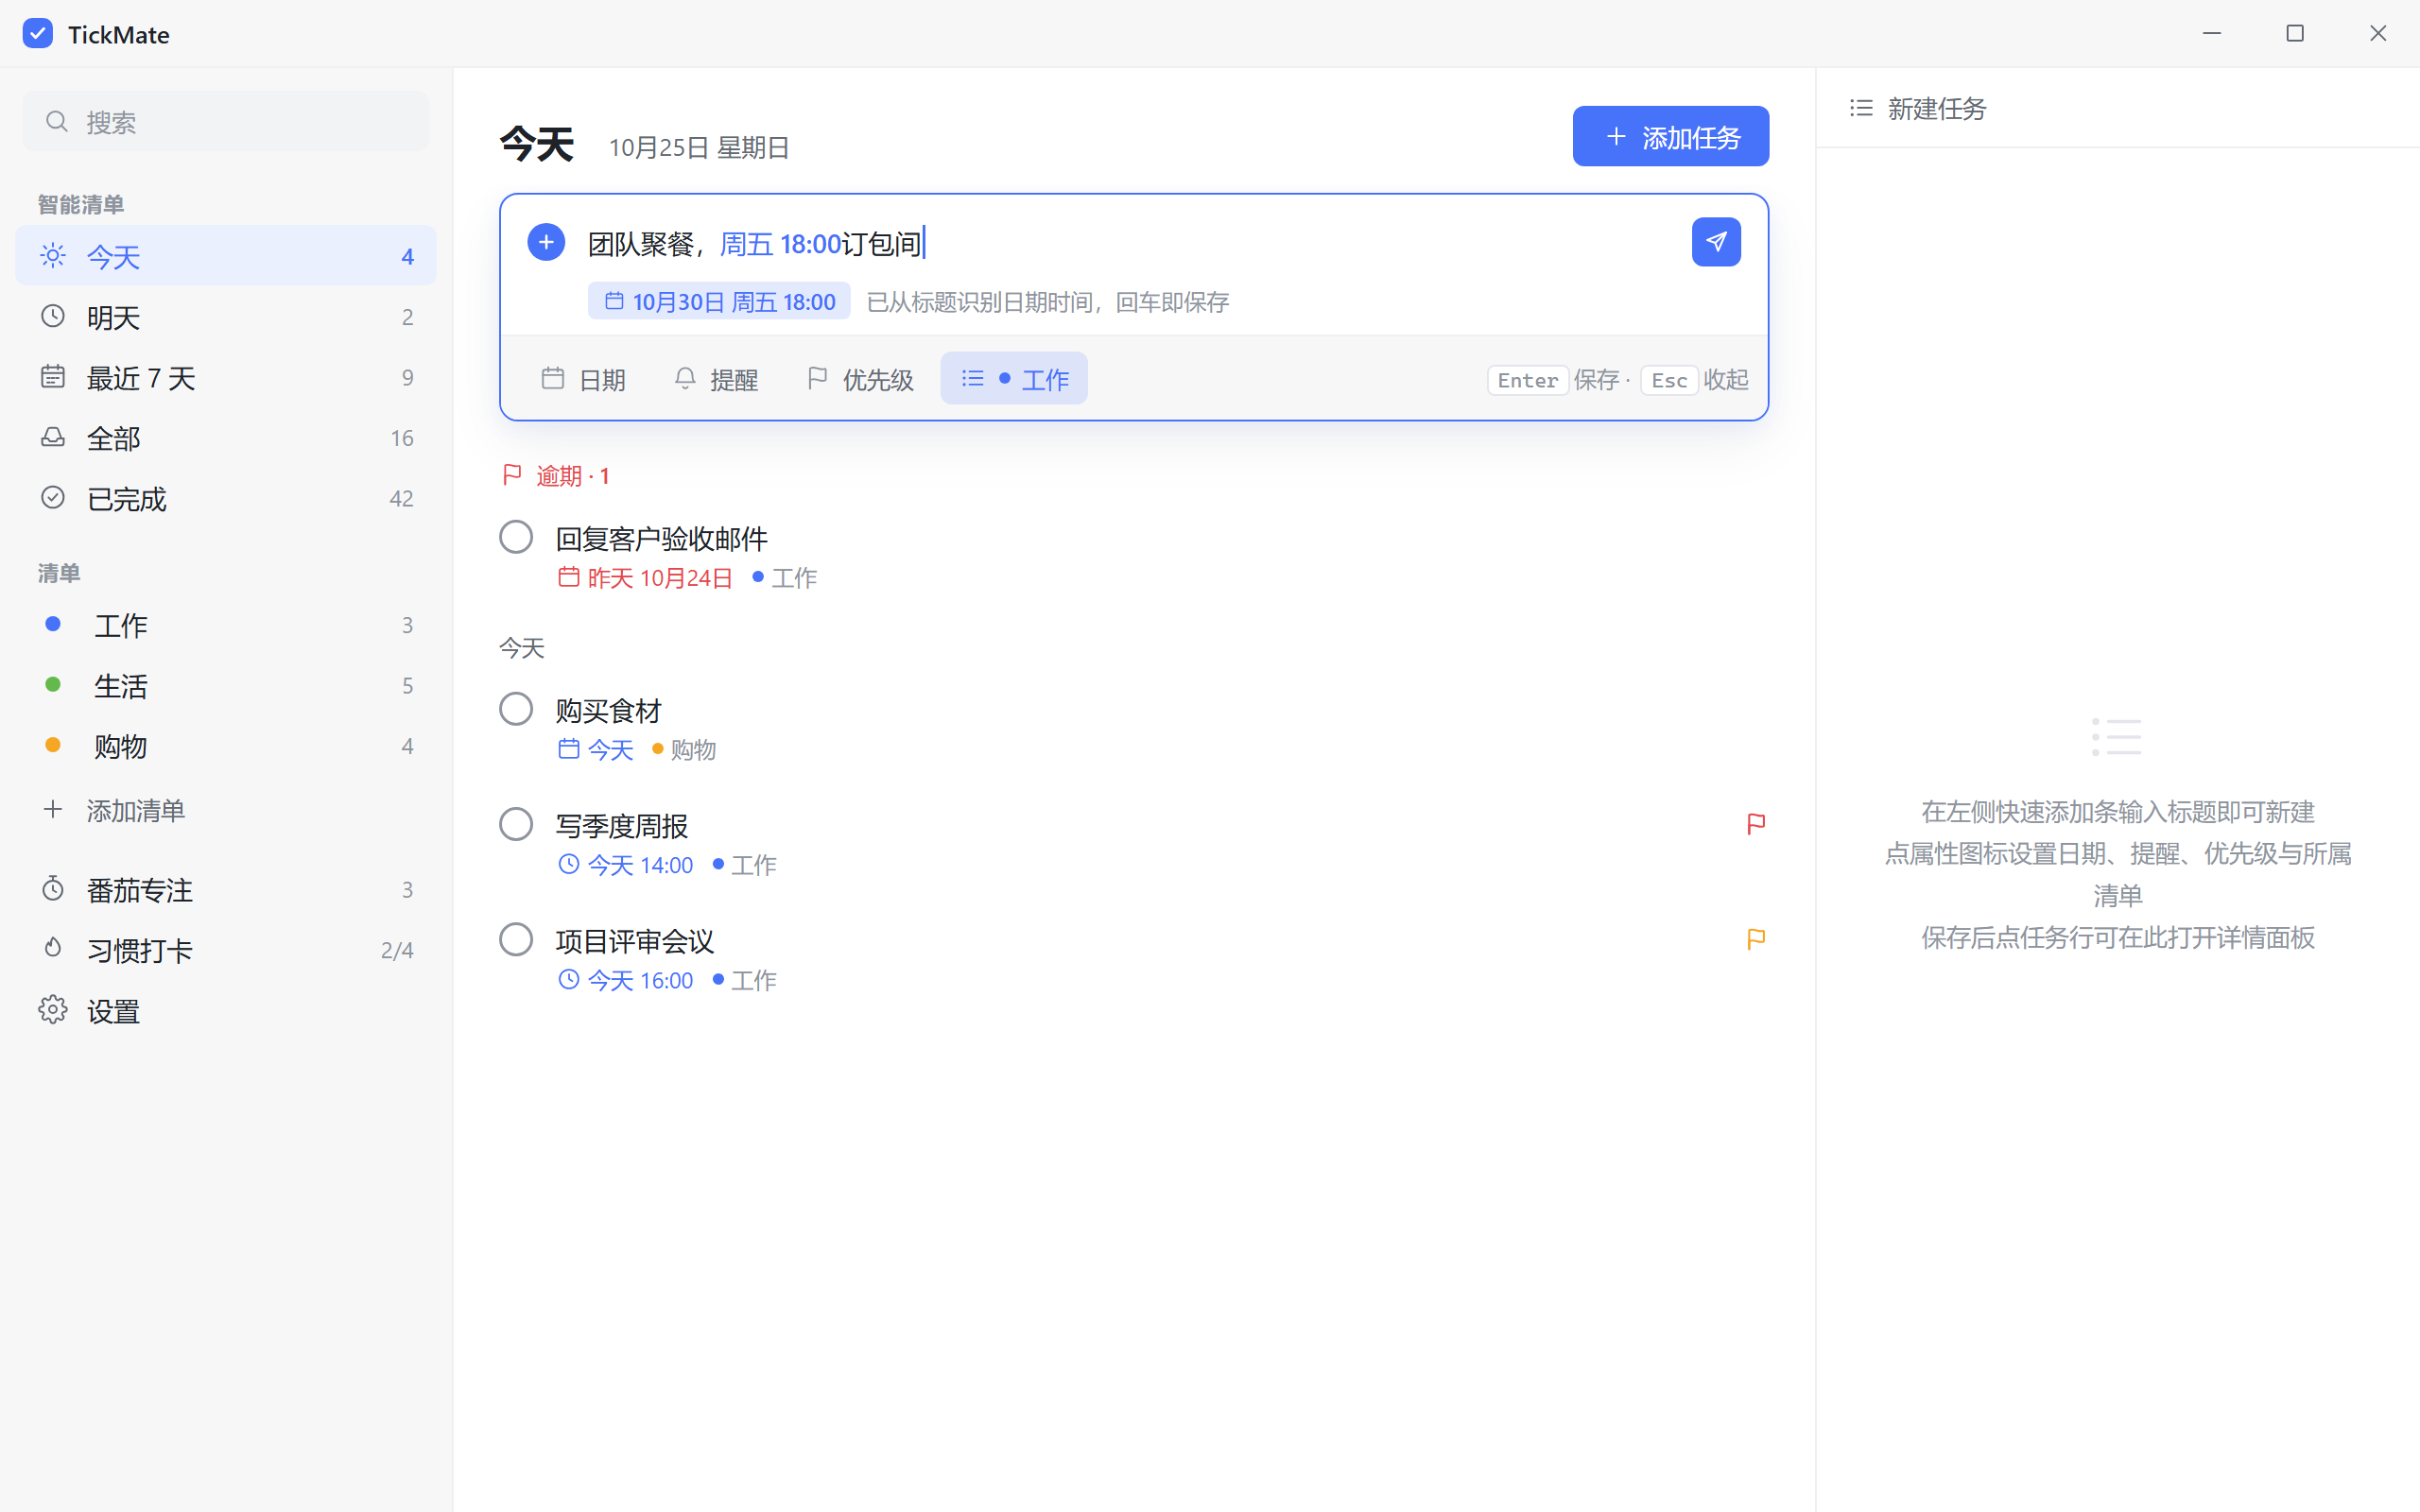 TickMate
搜索
智能清单
今天 4
明天 2
最近 7 天 9
全部 16
已完成 42
清单
工作 3
生活 5
购物 4
添加清单
番茄专注 3
习惯打卡 2/4
设置
今天 10月25日 星期日
添加任务
团队聚餐，周五 18:00订包间
10月30日 周五 18:00 已从标题识别日期时间，回车即保存
日期 提醒 优先级 工作 Enter 保存 · Esc 收起
逾期 · 1
回复客户验收邮件
昨天 10月24日 工作
今天
购买食材
今天 购物
写季度周报
今天 14:00 工作
项目评审会议
今天 16:00 工作
新建任务
在左侧快速添加条输入标题即可新建
点属性图标设置日期、提醒、优先级与所属
清单
保存后点任务行可在此打开详情面板